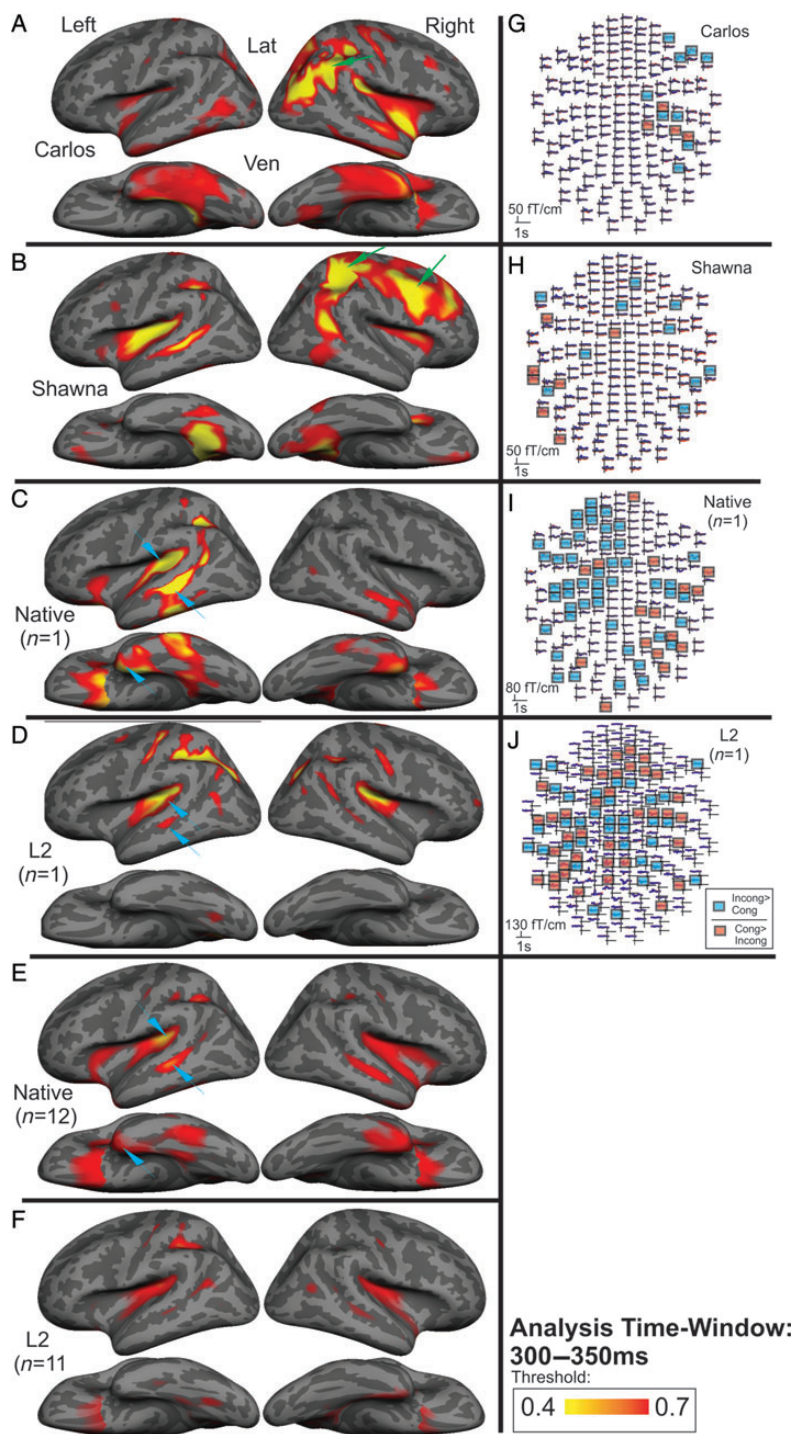 A
Left
Lat
Right
Carlos
Ven
B
Shawna
C
Native
(n=1)
D
L2
(n=1)
E
Native
(n=12)
F
L2
(n=11
G
Carlos
50 fT/cm
1s
H
Shawna
50 fT/cm
1s
I
Native
(n=1)
80 fT/cm
1s
J
L2
(n=1)
130 fT/cm
1s
Incong>
Cong
Cong>
Incong
Analysis Time-Window:
300–350ms
Threshold:
0.4 0.7